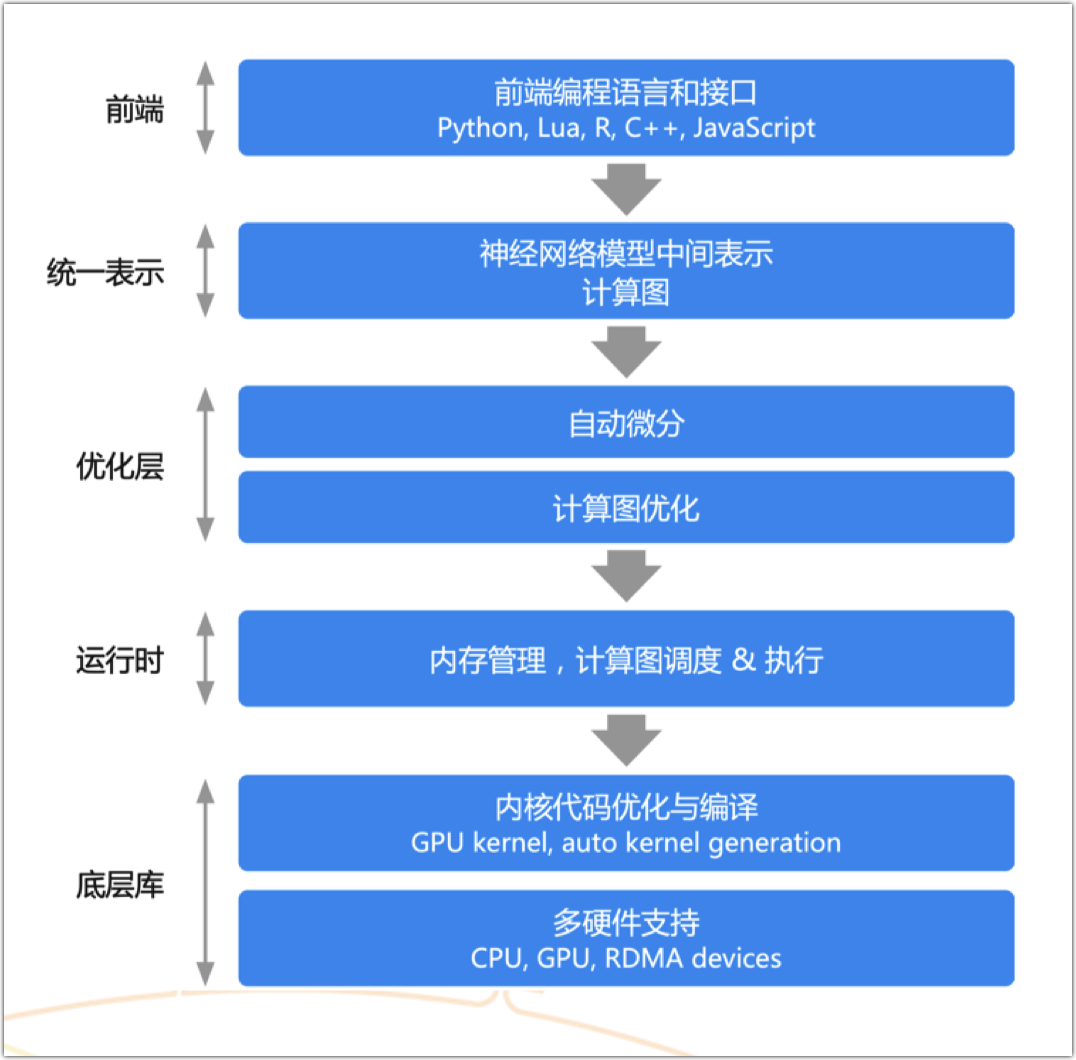 前端
前端编程语言和接口
Python, Lua, R, C++, JavaScript
统一表示
神经网络模型中间表示
计算图
优化层
自动微分
计算图优化
运行时
内存管理，计算图调度 & 执行
底层库
内核代码优化与编译
GPU kernel, auto kernel generation
多硬件支持
CPU, GPU, RDMA devices